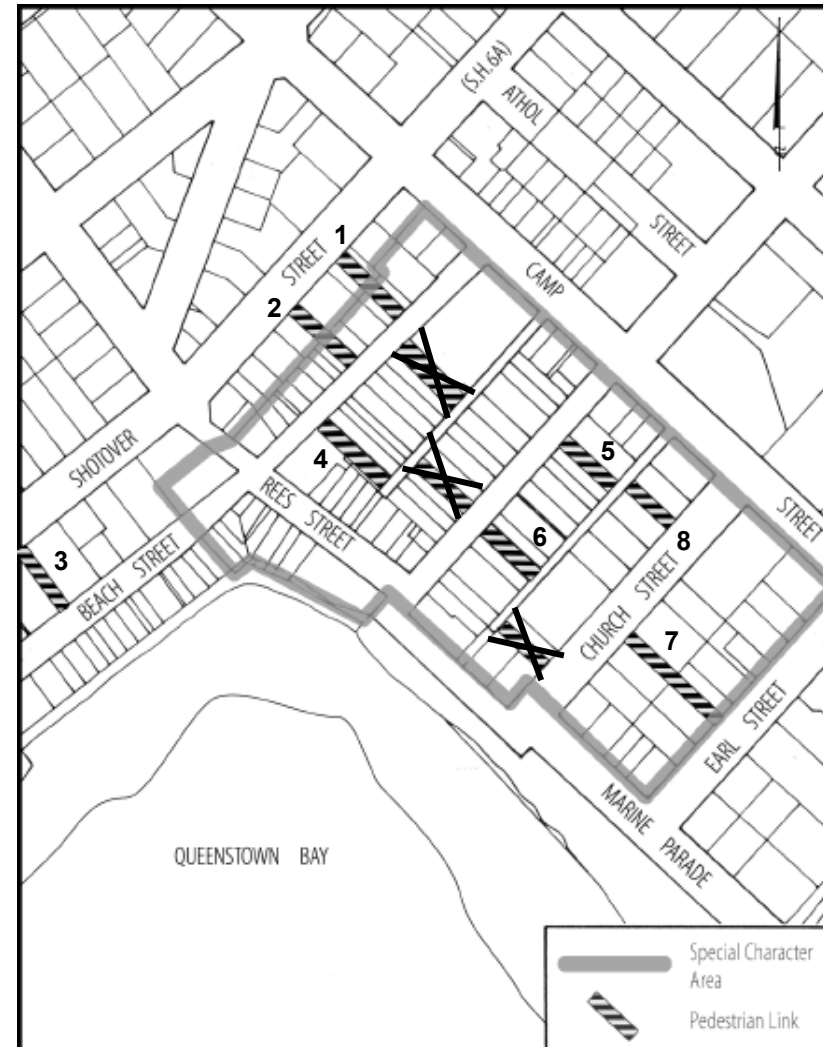 (S.H.6A)
ATHOL
STREET
CAMP
STREET
1
STREET
2
SHOTOVER
4
REES STREET
5
6
8
3
BEACH STREET
CHURCH STREET
7
EARL STREET
MARINE PARADE
QUEENSTOWN BAY
Special Character
Area
Pedestrian Link